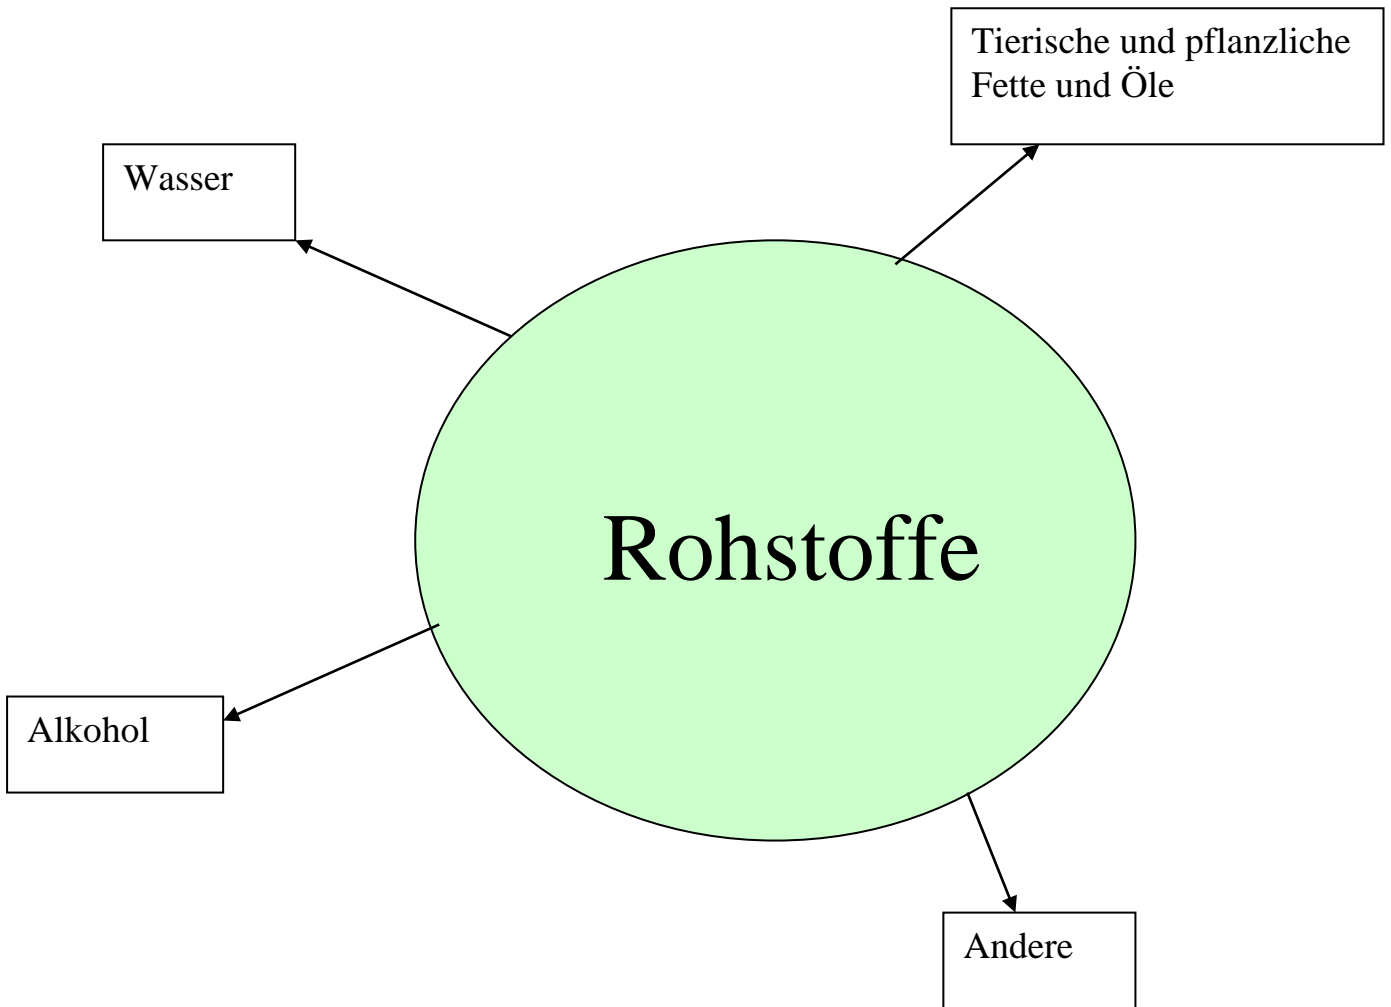 Tierische und pflanzliche
Fette und Öle
Wasser
Rohstoffe
Alkohol
Andere